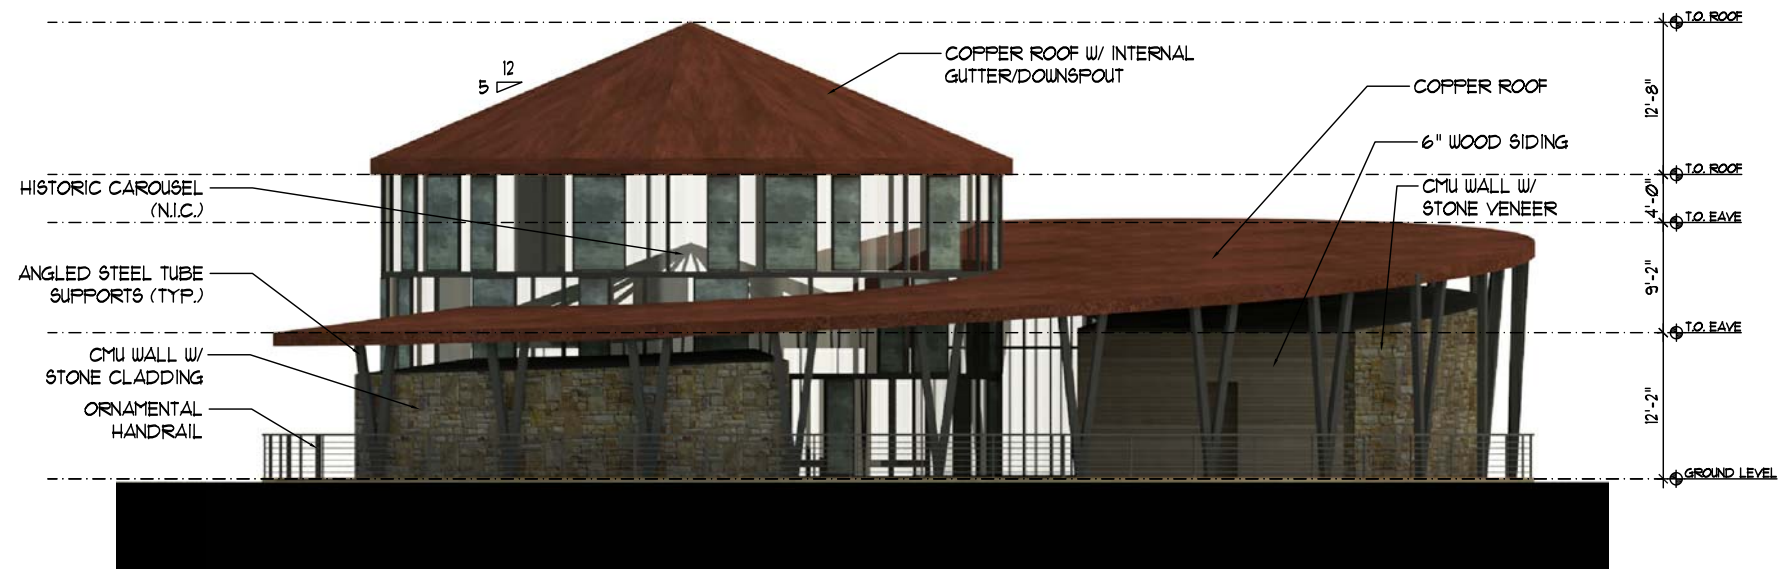 T.O. ROOF
12
5
COPPER ROOF W/ INTERNAL
GUTTER/DOWNSPOUT
COPPER ROOF
12'-8"
6" WOOD SIDING
T.O. ROOF
HISTORIC CAROUSEL
(N.I.C.)
CMU WALL W/
STONE VENEER
4'-0"
T.O. EAVE
ANGLED STEEL TUBE
SUPPORTS (TYP.)
9'-2"
T.O. EAVE
CMU WALL W/
STONE CLADDING
ORNAMENTAL
HANDRAIL
12'-2"
GROUND LEVEL